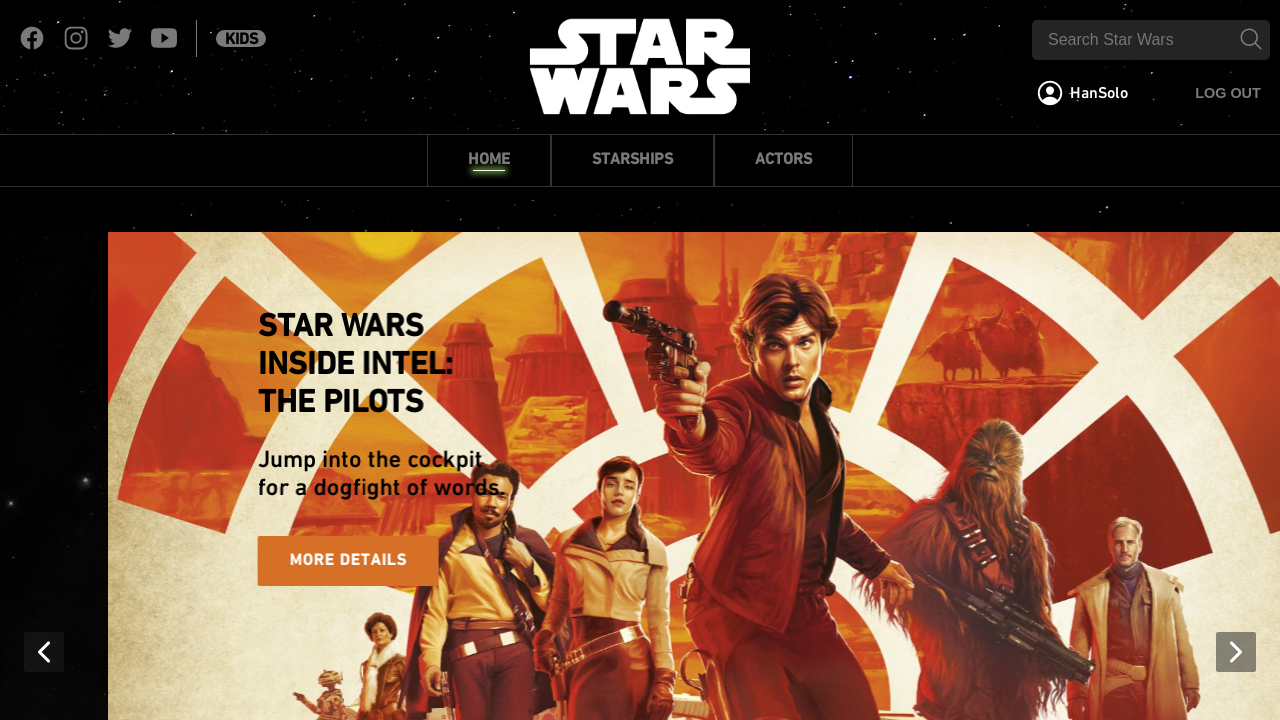 KIDS
STAR
WARS
Search Star Wars
HanSolo
LOG OUT
HOME
STARSHIPS
ACTORS
STAR WARS
INSIDE INTEL:
THE PILOTS
Jump into the cockpit
for a dogfight of words.
MORE DETAILS